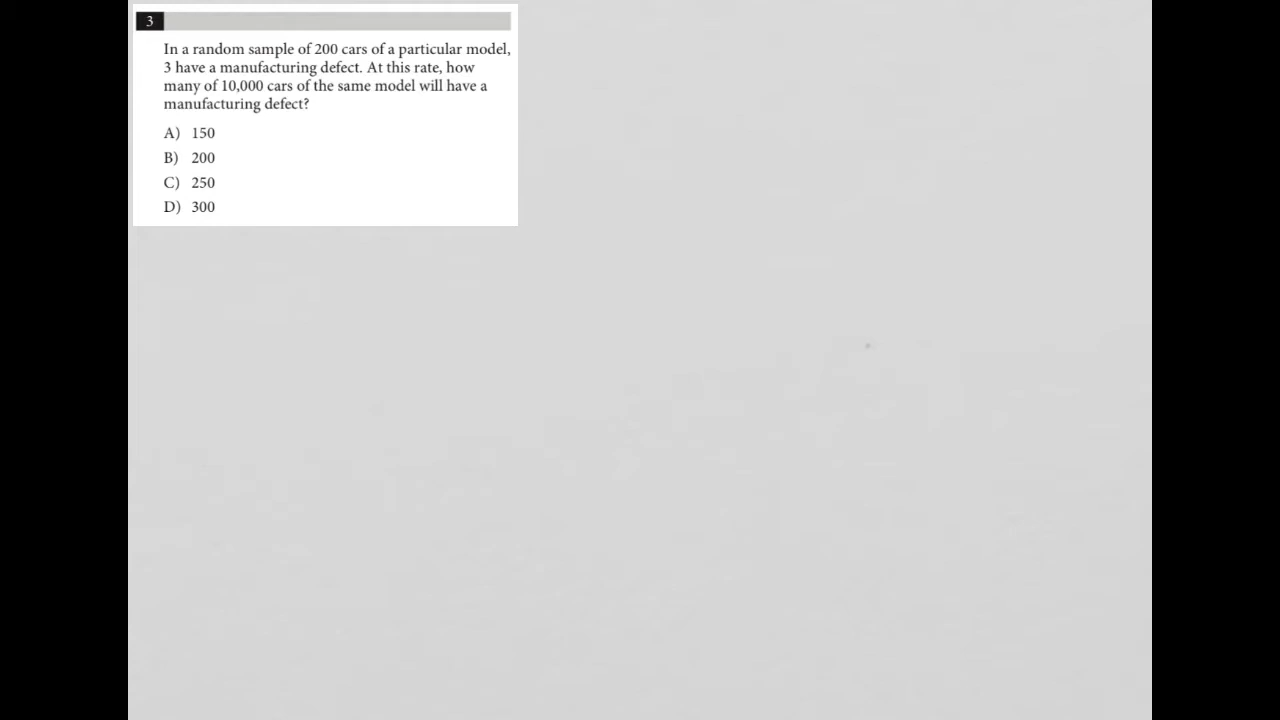 3
In a random sample of 200 cars of a particular model,
3 have a manufacturing defect. At this rate, how
many of 10,000 cars of the same model will have a
manufacturing defect?
A) 150
B) 200
C) 250
D) 300